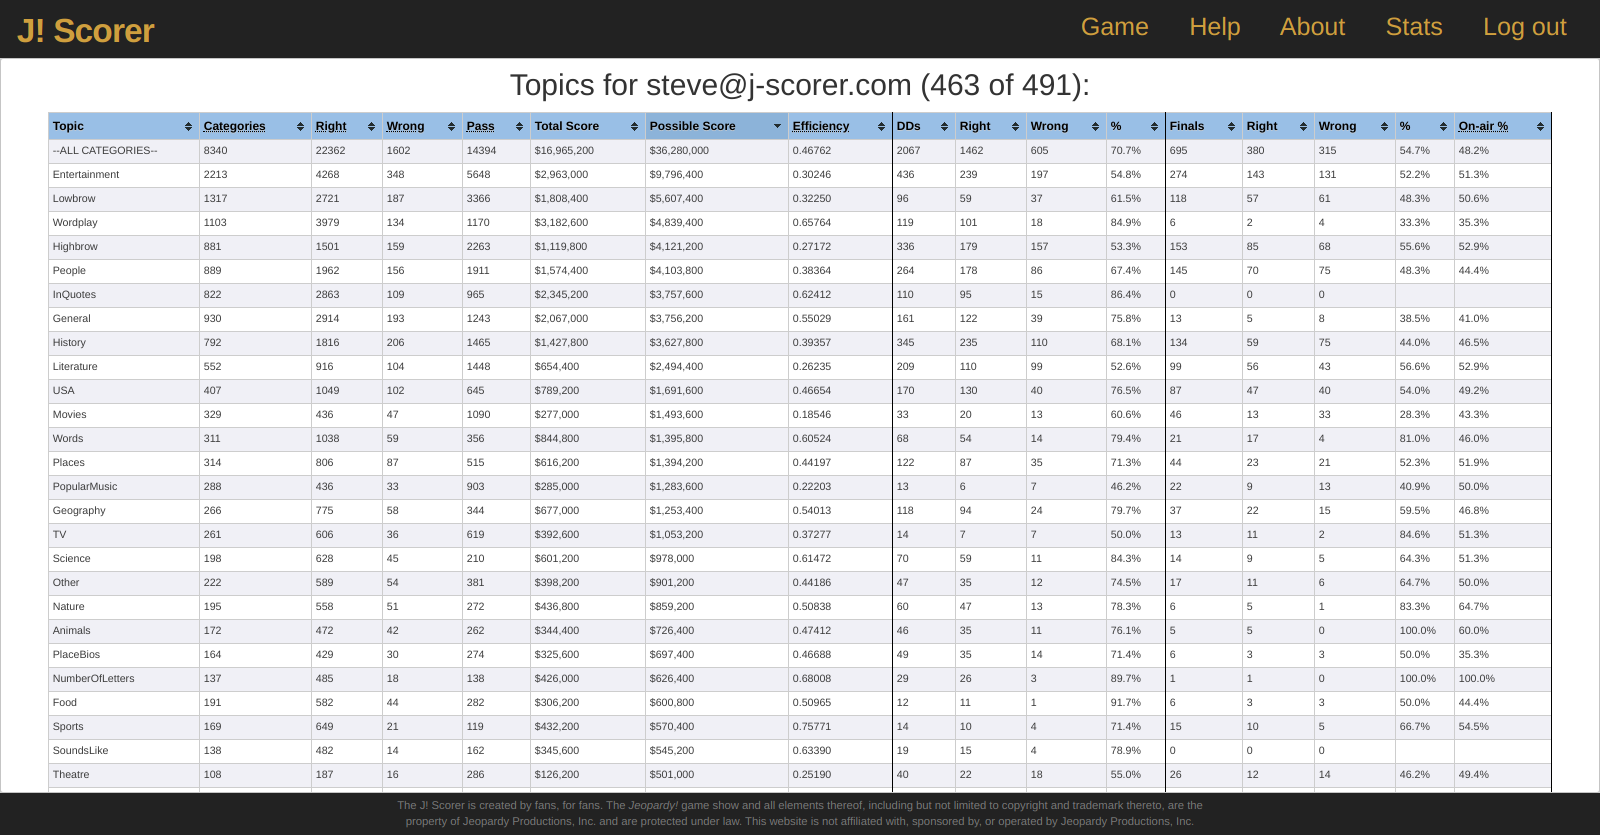 J! Scorer Game Help About Stats Log out
Topics for steve@j-scorer.com (463 of 491):
Topic Categories Right Wrong Pass Total Score Possible Score Efficiency DDs Right Wrong % Finals Right Wrong % On-air %
--ALL CATEGORIES-- 8340 22362 1602 14394 $16,965,200 $36,280,000 0.46762 2067 1462 605 70.7% 695 380 315 54.7% 48.2%
Entertainment 2213 4268 348 5648 $2,963,000 $9,796,400 0.30246 436 239 197 54.8% 274 143 131 52.2% 51.3%
Lowbrow 1317 2721 187 3366 $1,808,400 $5,607,400 0.32250 96 59 37 61.5% 118 57 61 48.3% 50.6%
Wordplay 1103 3979 134 1170 $3,182,600 $4,839,400 0.65764 119 101 18 84.9% 6 2 4 33.3% 35.3%
Highbrow 881 1501 159 2263 $1,119,800 $4,121,200 0.27172 336 179 157 53.3% 153 85 68 55.6% 52.9%
People 889 1962 156 1911 $1,574,400 $4,103,800 0.38364 264 178 86 67.4% 145 70 75 48.3% 44.4%
InQuotes 822 2863 109 965 $2,345,200 $3,757,600 0.62412 110 95 15 86.4% 0 0 0
General 930 2914 193 1243 $2,067,000 $3,756,200 0.55029 161 122 39 75.8% 13 5 8 38.5% 41.0%
History 792 1816 206 1465 $1,427,800 $3,627,800 0.39357 345 235 110 68.1% 134 59 75 44.0% 46.5%
Literature 552 916 104 1448 $654,400 $2,494,400 0.26235 209 110 99 52.6% 99 56 43 56.6% 52.9%
USA 407 1049 102 645 $789,200 $1,691,600 0.46654 170 130 40 76.5% 87 47 40 54.0% 49.2%
Movies 329 436 47 1090 $277,000 $1,493,600 0.18546 33 20 13 60.6% 46 13 33 28.3% 43.3%
Words 311 1038 59 356 $844,800 $1,395,800 0.60524 68 54 14 79.4% 21 17 4 81.0% 46.0%
Places 314 806 87 515 $616,200 $1,394,200 0.44197 122 87 35 71.3% 44 23 21 52.3% 51.9%
PopularMusic 288 436 33 903 $285,000 $1,283,600 0.22203 13 6 7 46.2% 22 9 13 40.9% 50.0%
Geography 266 775 58 344 $677,000 $1,253,400 0.54013 118 94 24 79.7% 37 22 15 59.5% 46.8%
TV 261 606 36 619 $392,600 $1,053,200 0.37277 14 7 7 50.0% 13 11 2 84.6% 51.3%
Science 198 628 45 210 $601,200 $978,000 0.61472 70 59 11 84.3% 14 9 5 64.3% 51.3%
Other 222 589 54 381 $398,200 $901,200 0.44186 47 35 12 74.5% 17 11 6 64.7% 50.0%
Nature 195 558 51 272 $436,800 $859,200 0.50838 60 47 13 78.3% 6 5 1 83.3% 64.7%
Animals 172 472 42 262 $344,400 $726,400 0.47412 46 35 11 76.1% 5 5 0 100.0% 60.0%
PlaceBios 164 429 30 274 $325,600 $697,400 0.46688 49 35 14 71.4% 6 3 3 50.0% 35.3%
NumberOfLetters 137 485 18 138 $426,000 $626,400 0.68008 29 26 3 89.7% 1 1 0 100.0% 100.0%
Food 191 582 44 282 $306,200 $600,800 0.50965 12 11 1 91.7% 6 3 3 50.0% 44.4%
Sports 169 649 21 119 $432,200 $570,400 0.75771 14 10 4 71.4% 15 10 5 66.7% 54.5%
SoundsLike 138 482 14 162 $345,600 $545,200 0.63390 19 15 4 78.9% 0 0 0
Theatre 108 187 16 286 $126,200 $501,000 0.25190 40 22 18 55.0% 26 12 14 46.2% 49.4%
The J! Scorer is created by fans, for fans. The Jeopardy! game show and all elements thereof, including but not limited to copyright and trademark thereto, are the
property of Jeopardy Productions, Inc. and are protected under law. This website is not affiliated with, sponsored by, or operated by Jeopardy Productions, Inc.